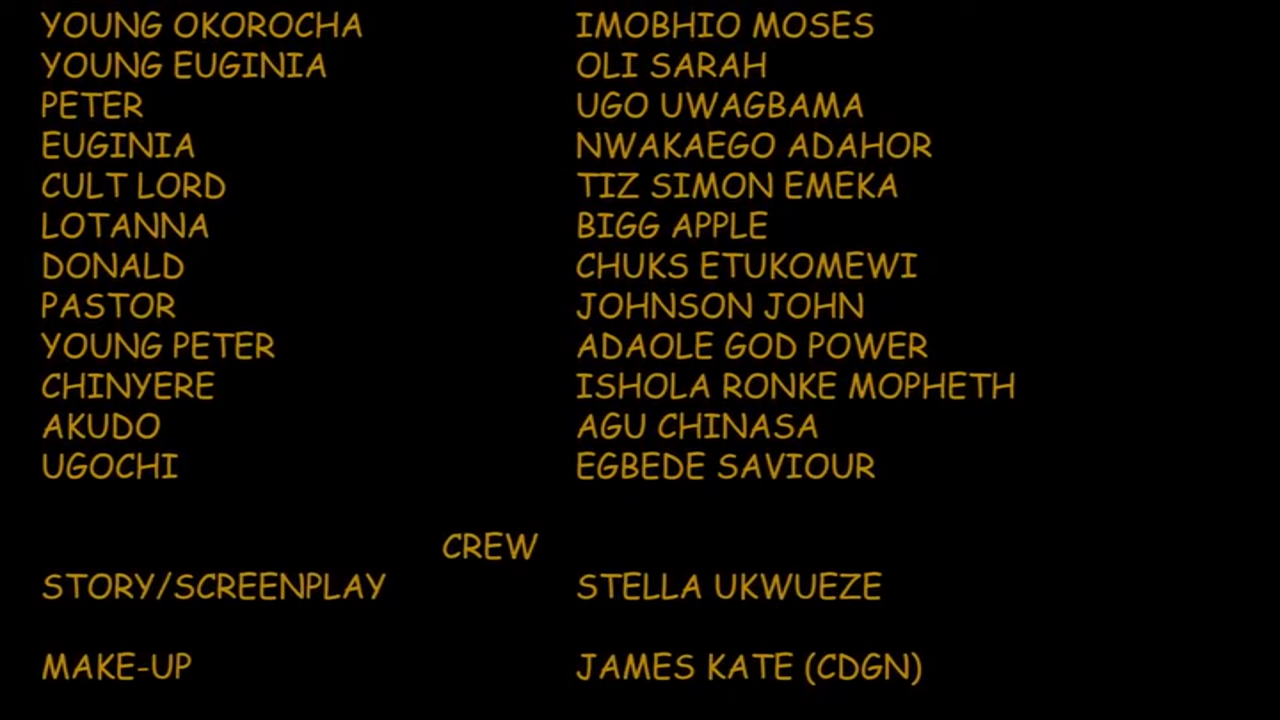 YOUNG OKOROCHA IMOBHIO MOSES
YOUNG EUGINIA OLI SARAH
PETER UGO UWAGBAMA
EUGINIA NWAKAEGO ADAHOR
CULT LORD TIZ SIMON EMEKA
LOTANNA BIGG APPLE
DONALD CHUKS ETUKOMEWI
PASTOR JOHNSON JOHN
YOUNG PETER ADAOLE GOD POWER
CHINYERE ISHOLA RONKE MOPHETH
AKUDO AGU CHINASA
UGOCHI EGBEDE SAVIOUR
CREW
STORY/SCREENPLAY STELLA UKWUEZE
MAKE-UP JAMES KATE (CDGN)